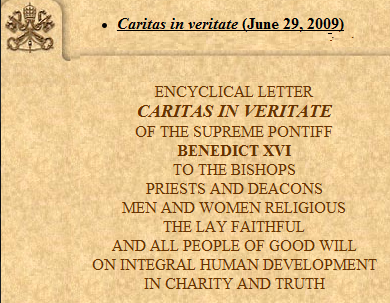 Caritas in veritate (June 29, 2009)
ENCYCLICAL LETTER
CARITAS IN VERITATE
OF THE SUPREME PONTIFF
BENEDICT XVI
TO THE BISHOPS
PRIESTS AND DEACONS
MEN AND WOMEN RELIGIOUS
THE LAY FAITHFUL
AND ALL PEOPLE OF GOOD WILL
ON INTEGRAL HUMAN DEVELOPMENT
IN CHARITY AND TRUTH